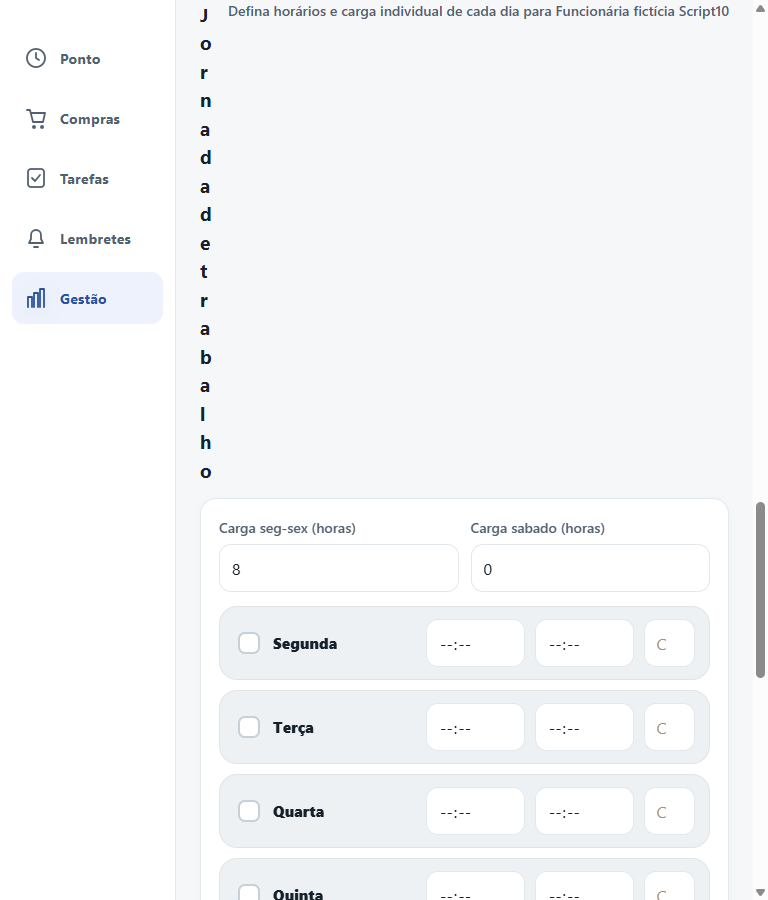 Ponto
Compras
Tarefas
Lembretes
Gestão
J
o
r
n
a
d
a
d
e
t
r
a
b
a
l
h
o
Defina horários e carga individual de cada dia para Funcionária fictícia Script10
Carga seg-sex (horas)
Carga sabado (horas)
8
0
Segunda --:-- --:-- C
Terça --:-- --:-- C
Quarta --:-- --:-- C
Quinta --:-- --:-- C